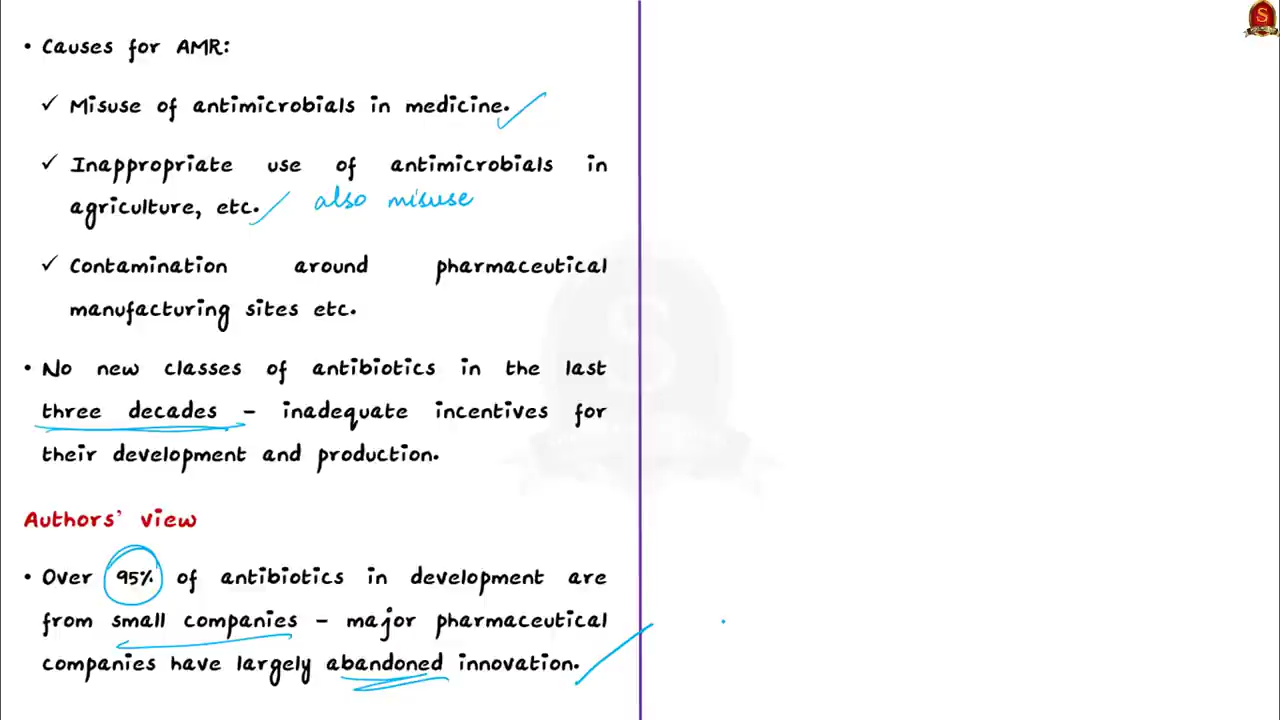 • Causes for AMR:
✓ Misuse of antimicrobials in medicine.
✓ Inappropriate use of antimicrobials in
agriculture, etc. also misuse
✓ Contamination around pharmaceutical
manufacturing sites etc.
• No new classes of antibiotics in the last
three decades – inadequate incentives for
their development and production.
Authors' view
• Over 95% of antibiotics in development are
from small companies – major pharmaceutical
companies have largely abandoned innovation.
S
S